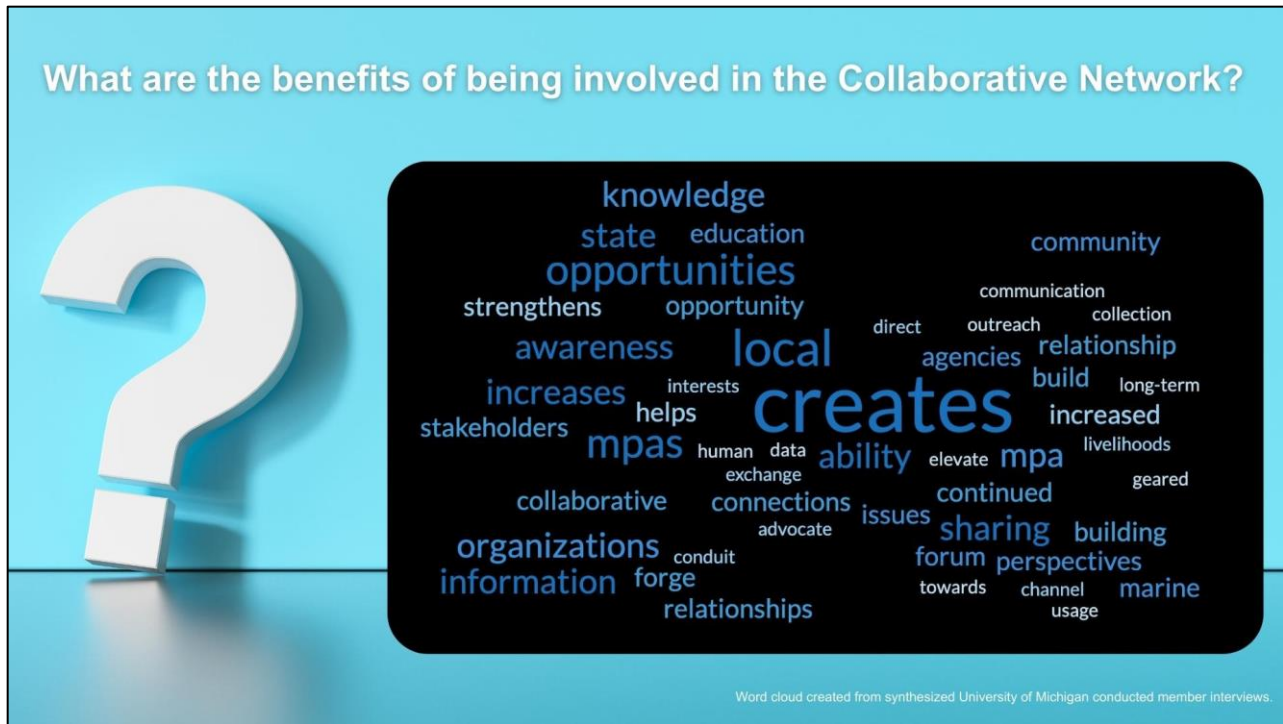 What are the benefits of being involved in the Collaborative Network?
knowledge
state education
community
opportunities
communication
strengthens opportunity
collection
direct outreach
awareness local
agencies relationship
increases interests
build long-term
helps creates increased
stakeholders
livelihoods
mpas human data ability elevate mpa
exchange
geared
collaborative connections continued
advocate issues sharing building
organizations conduit
forum perspectives
information forge
towards channel marine
relationships usage
Word cloud created from synthesized University of Michigan conducted member interviews.